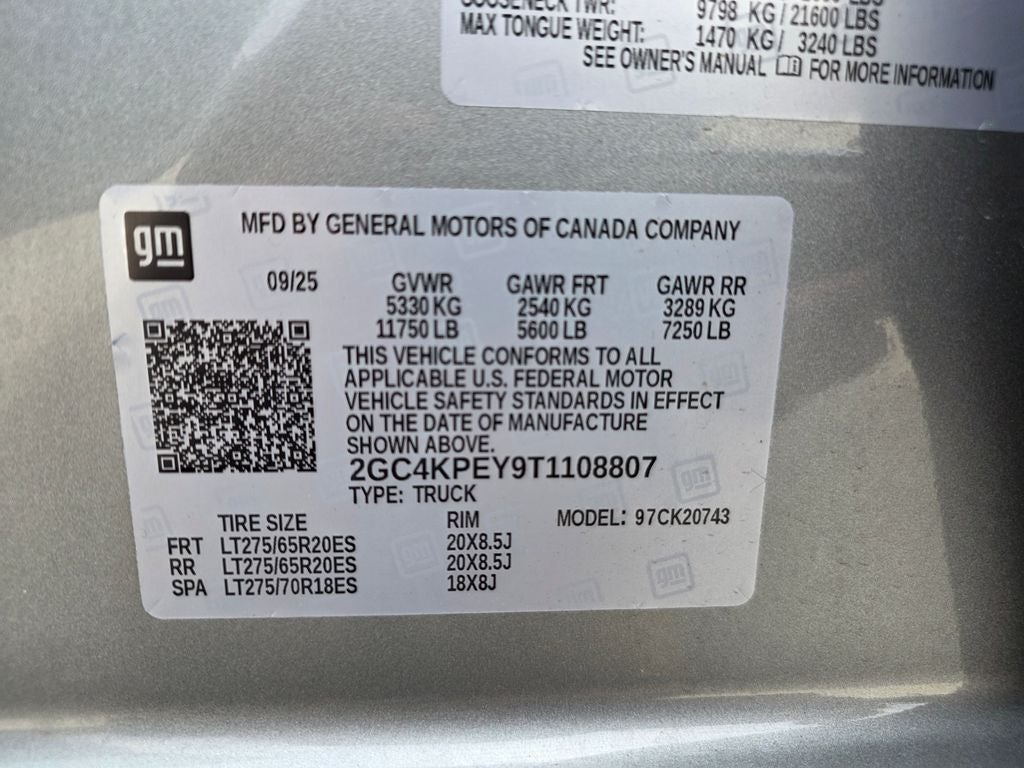 9798 KG/21600 LBS
MAX TONGUE WEIGHT: 1470 KG/ 3240 LBS
SEE OWNER'S MANUAL FOR MORE INFORMATION
gm
MFD BY GENERAL MOTORS OF CANADA COMPANY
09/25 GVWR GAWR FRT GAWR RR
5330 KG 2540 KG 3289 KG
11750 LB 5600 LB 7250 LB
THIS VEHICLE CONFORMS TO ALL
APPLICABLE U.S. FEDERAL MOTOR
VEHICLE SAFETY STANDARDS IN EFFECT
ON THE DATE OF MANUFACTURE
SHOWN ABOVE.
2GC4KPEY9T1108807
TYPE: TRUCK
TIRE SIZE RIM MODEL: 97CK20743
FRT LT275/65R20ES 20X8.5J
RR LT275/65R20ES 20X8.5J
SPA LT275/70R18ES 18X8J